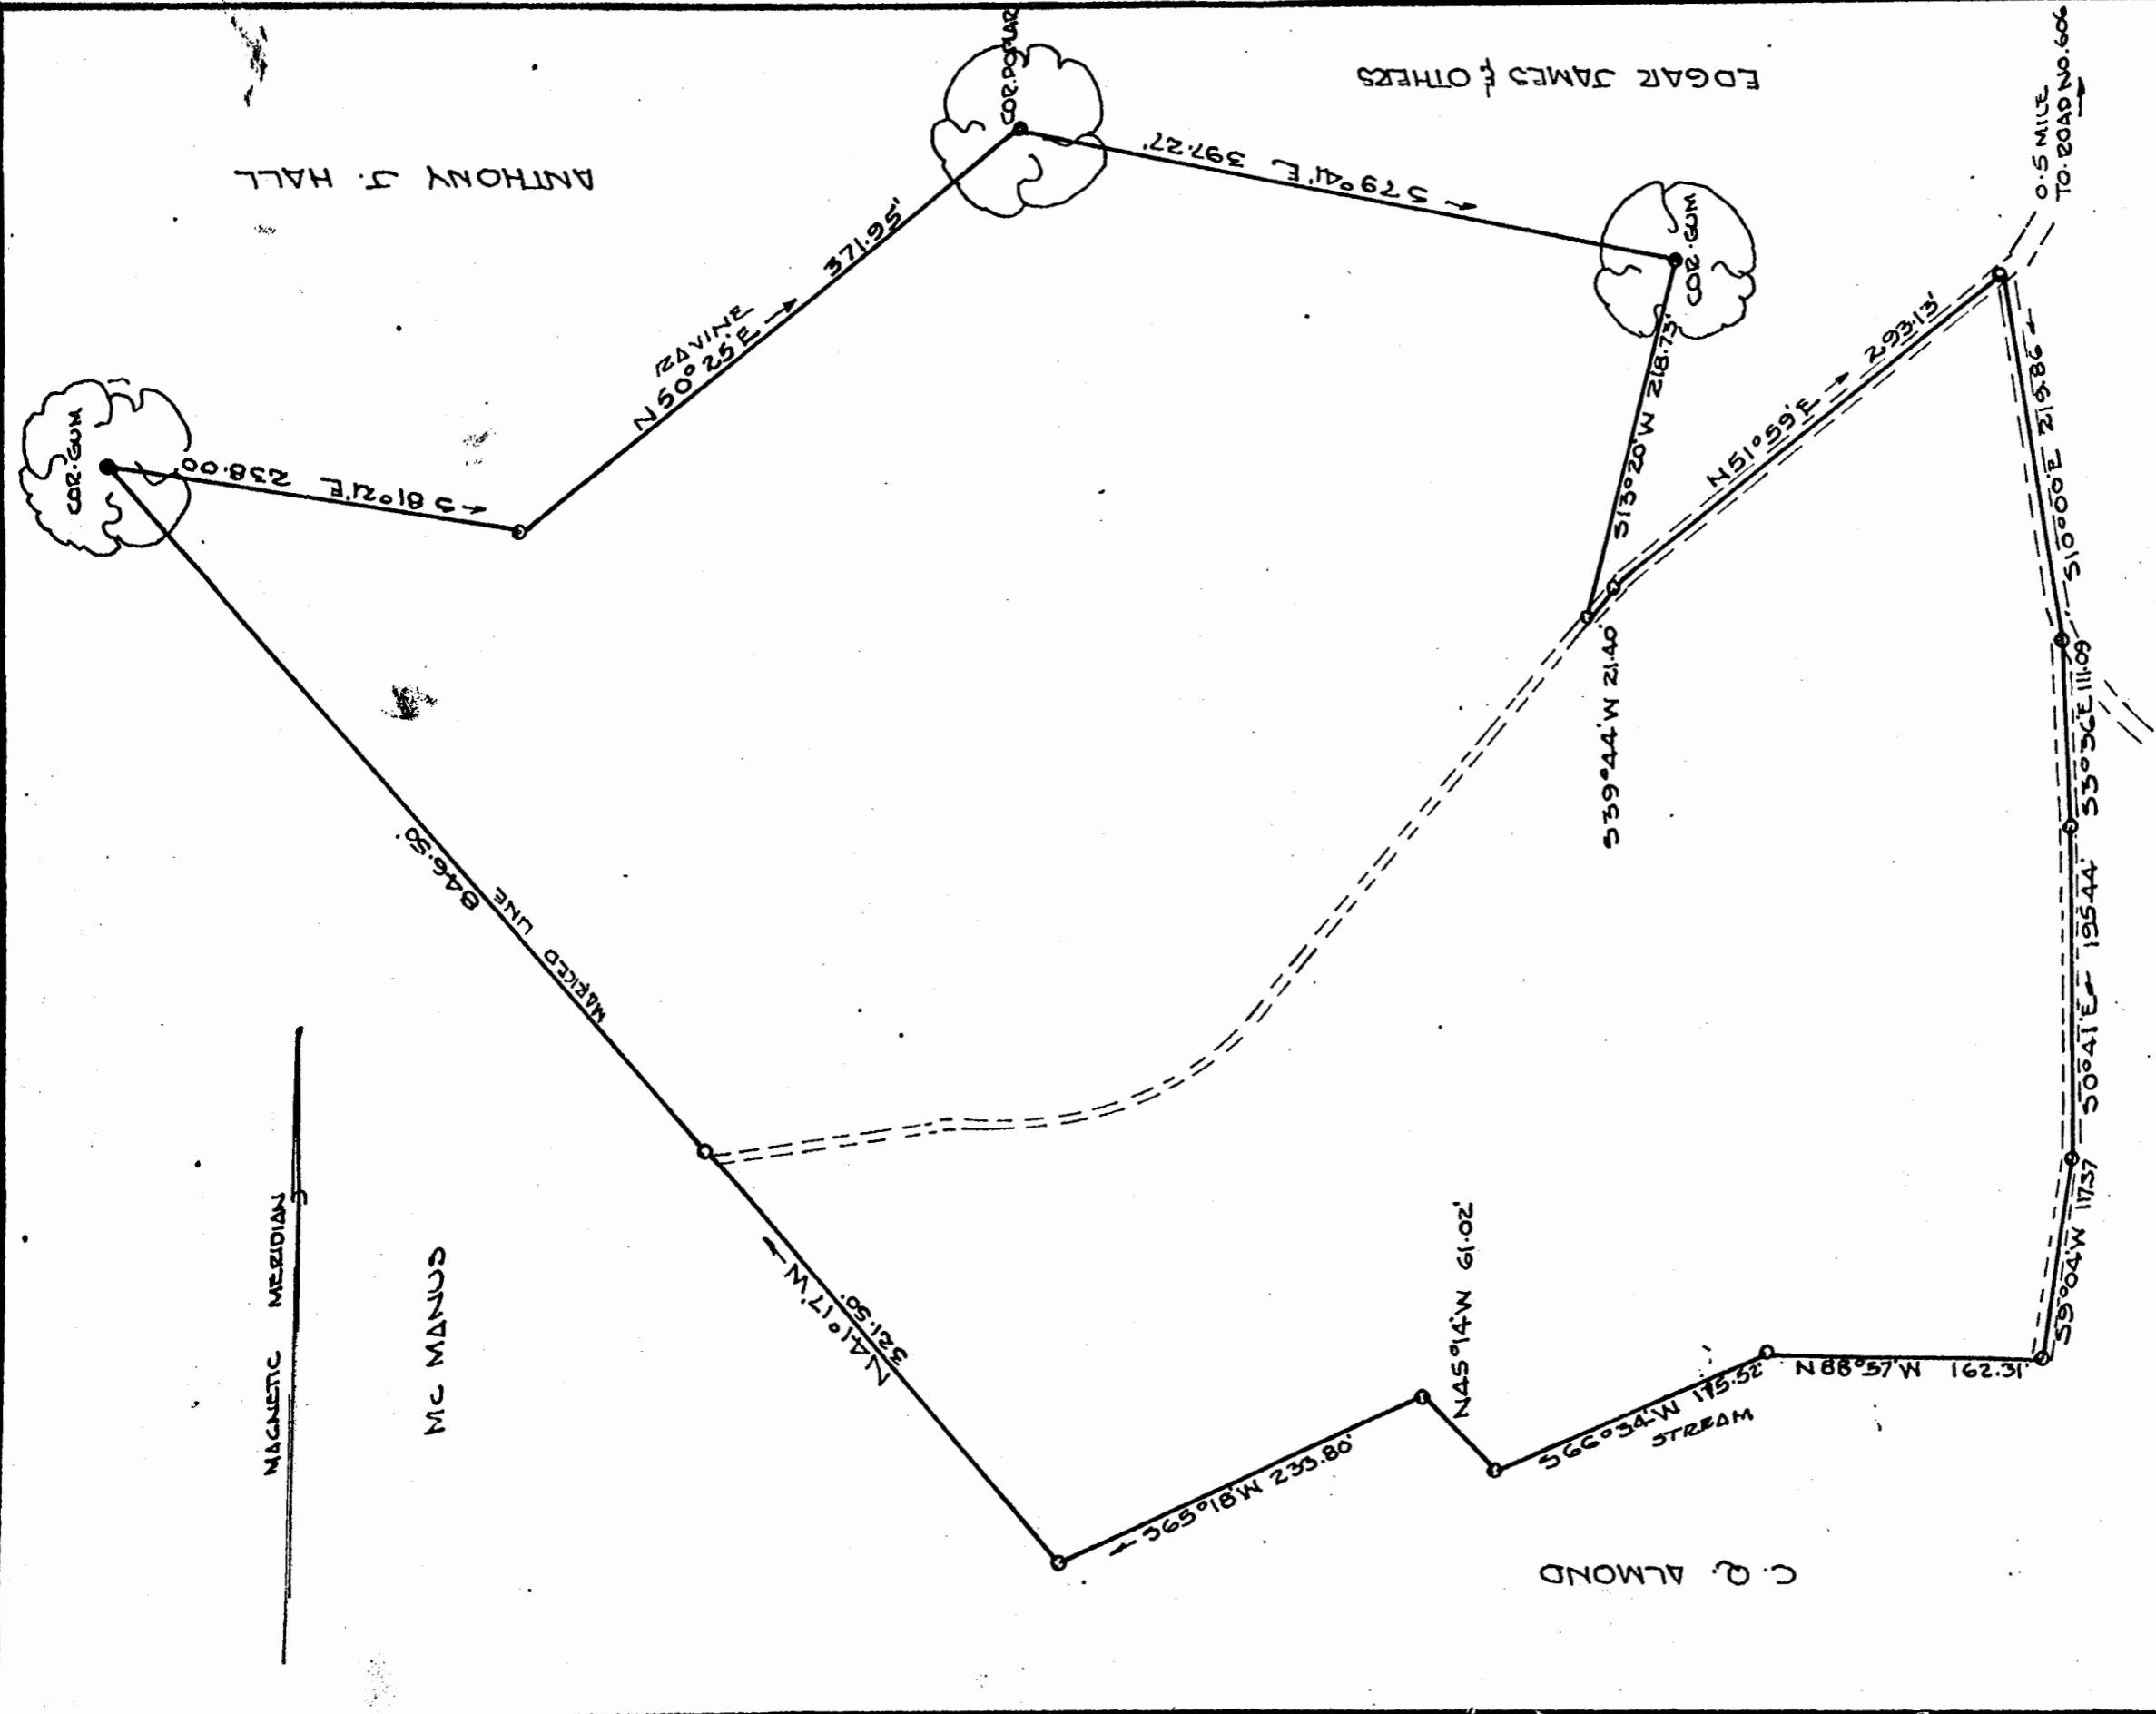 ANTHONY J. HALL
EDGAR JAMES & OTHERS
0.5 MILE
TO. ROAD NO. 606
COR. POPLAR
COR. GUM
S 81° 21' E 238.00'
RAVINE
N 50° 25' E 371.95'
S 79° 41' E 397.27'
COR. GUM
S 13° 20' W 218.73'
S 39° 44' W 21.40'
N 51° 59' E 293.13'
S 10° 00' E 219.86
S 3° 36' E 111.09
S 0° 41' E 195.44'
S 9° 04' W 117.37
N 88° 57' W 162.31'
S 66° 34' W 175.52'
STREAM
N 45° 14' W 61.02'
S 65° 18' W 233.80'
N 41° 17' W
321.50'
MARKED LINE
846.50'
MAGNETIC MERIDIAN
MC MANUS
C. Q. ALMOND